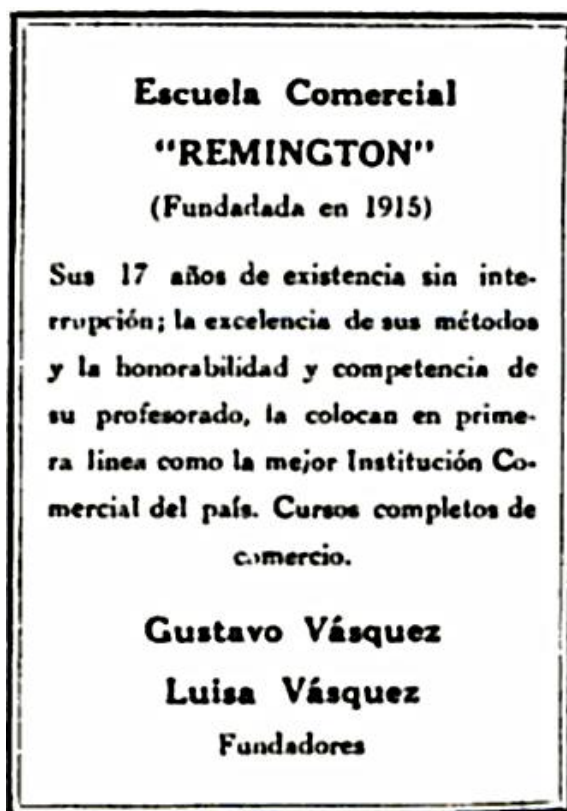 Escuela Comercial
"REMINGTON"
(Fundadada en 1915)
Sus 17 años de existencia sin inte-
rrupción; la excelencia de sus métodos
y la honorabilidad y competencia de
su profesorado, la colocan en prime-
ra linea como la mejor Institución Co-
mercial del país. Cursos completos de
comercio.
Gustavo Vásquez
Luisa Vásquez
Fundadores